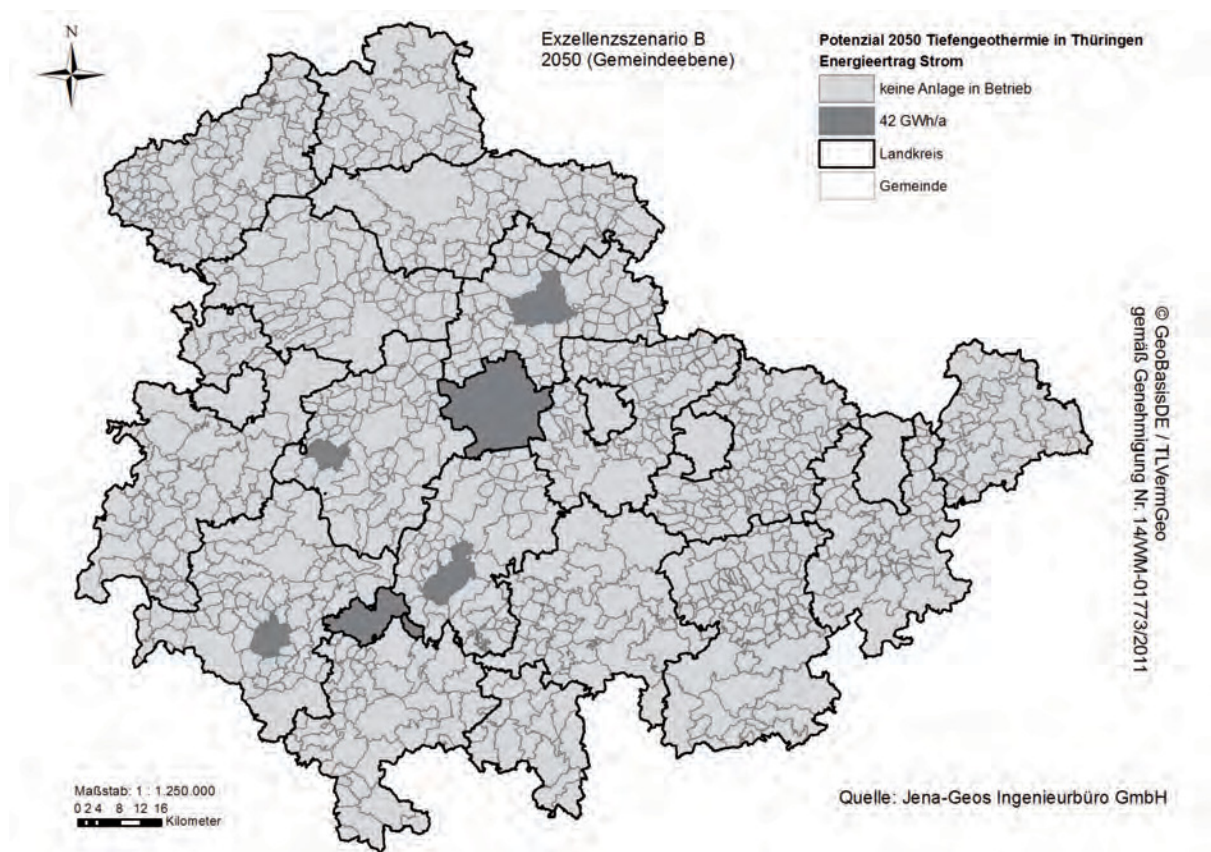 N
Exzellenzszenario B
2050 (Gemeindeebene)
Potenzial 2050 Tiefengeothermie in Thüringen
Energieertrag Strom
keine Anlage in Betrieb
42 GWh/a
Landkreis
Gemeinde
© GeoBasisDE / TLVermGeo
gemäß Genehmigung Nr. 14/WM-01773/2011
Maßstab: 1 : 1.250.000
0 2 4 8 12 16
Kilometer
Quelle: Jena-Geos Ingenieurbüro GmbH